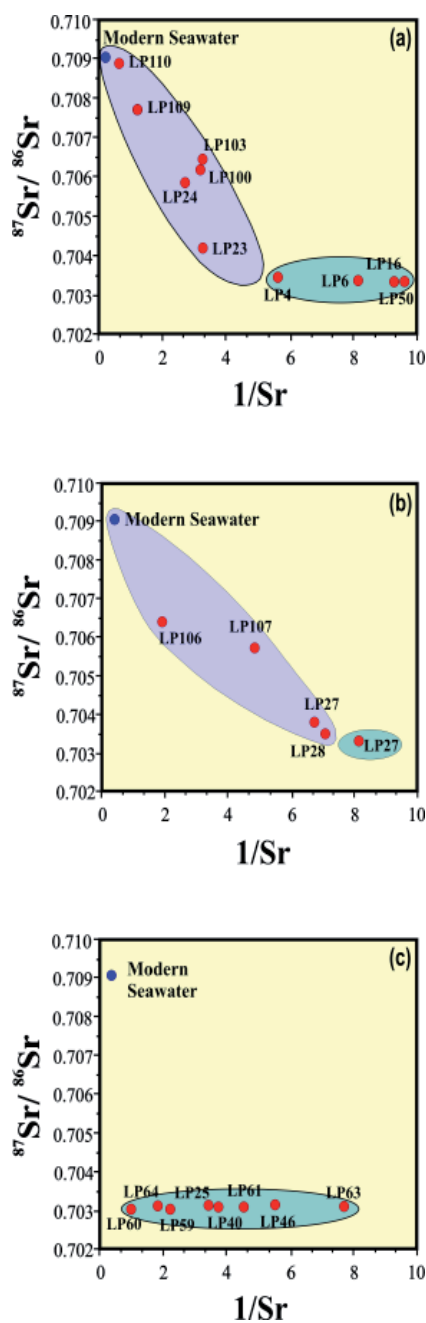 0.710
(a)
Modern Seawater
0.709
LP110
0.708
LP109
0.707
LP103
0.706
LP100
LP24
0.705
LP23
0.704
LP16
LP6
0.703
LP4
LP50
0.702
0 2 4 6 8 10
⁸⁷Sr/ ⁸⁶Sr
1/Sr
0.710
(b)
0.709
Modern Seawater
0.708
0.707
LP107
0.706
LP106
0.705
LP27
0.704
LP28
LP27
0.703
0.702
0 2 4 6 8 10
⁸⁷Sr/ ⁸⁶Sr
1/Sr
0.710
(c)
Modern
0.709
Seawater
0.708
0.707
0.706
0.705
0.704
LP64 LP25 LP61 LP63
0.703
LP60 LP59 LP40 LP46
0.702
0 2 4 6 8 10
⁸⁷Sr/ ⁸⁶Sr
1/Sr